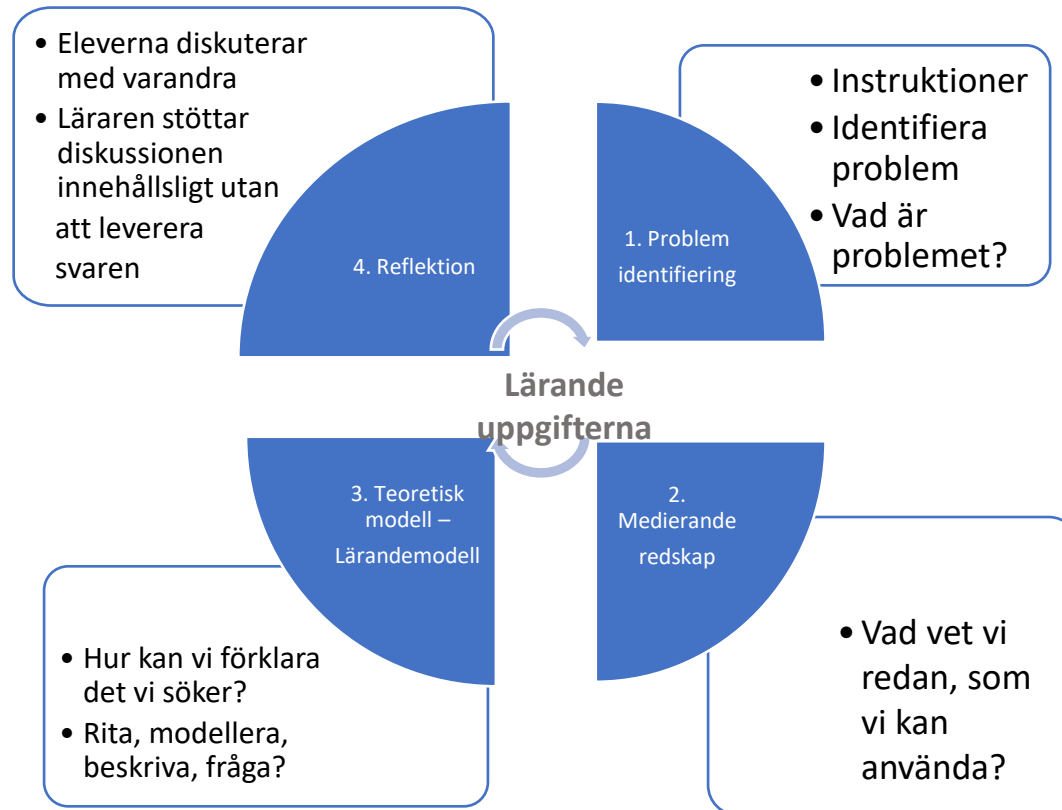 • Eleverna diskuterar
med varandra
• Läraren stöttar
diskussionen
innehållsligt utan
att leverera
svaren
• Instruktioner
• Identifiera
problem
• Vad är
problemet?
4. Reflektion
1. Problem
identifiering
Lärande
uppgifterna
3. Teoretisk
modell –
Lärandemodell
2.
Medierande
redskap
• Hur kan vi förklara
det vi söker?
• Rita, modellera,
beskriva, fråga?
• Vad vet vi
redan, som
vi kan
använda?